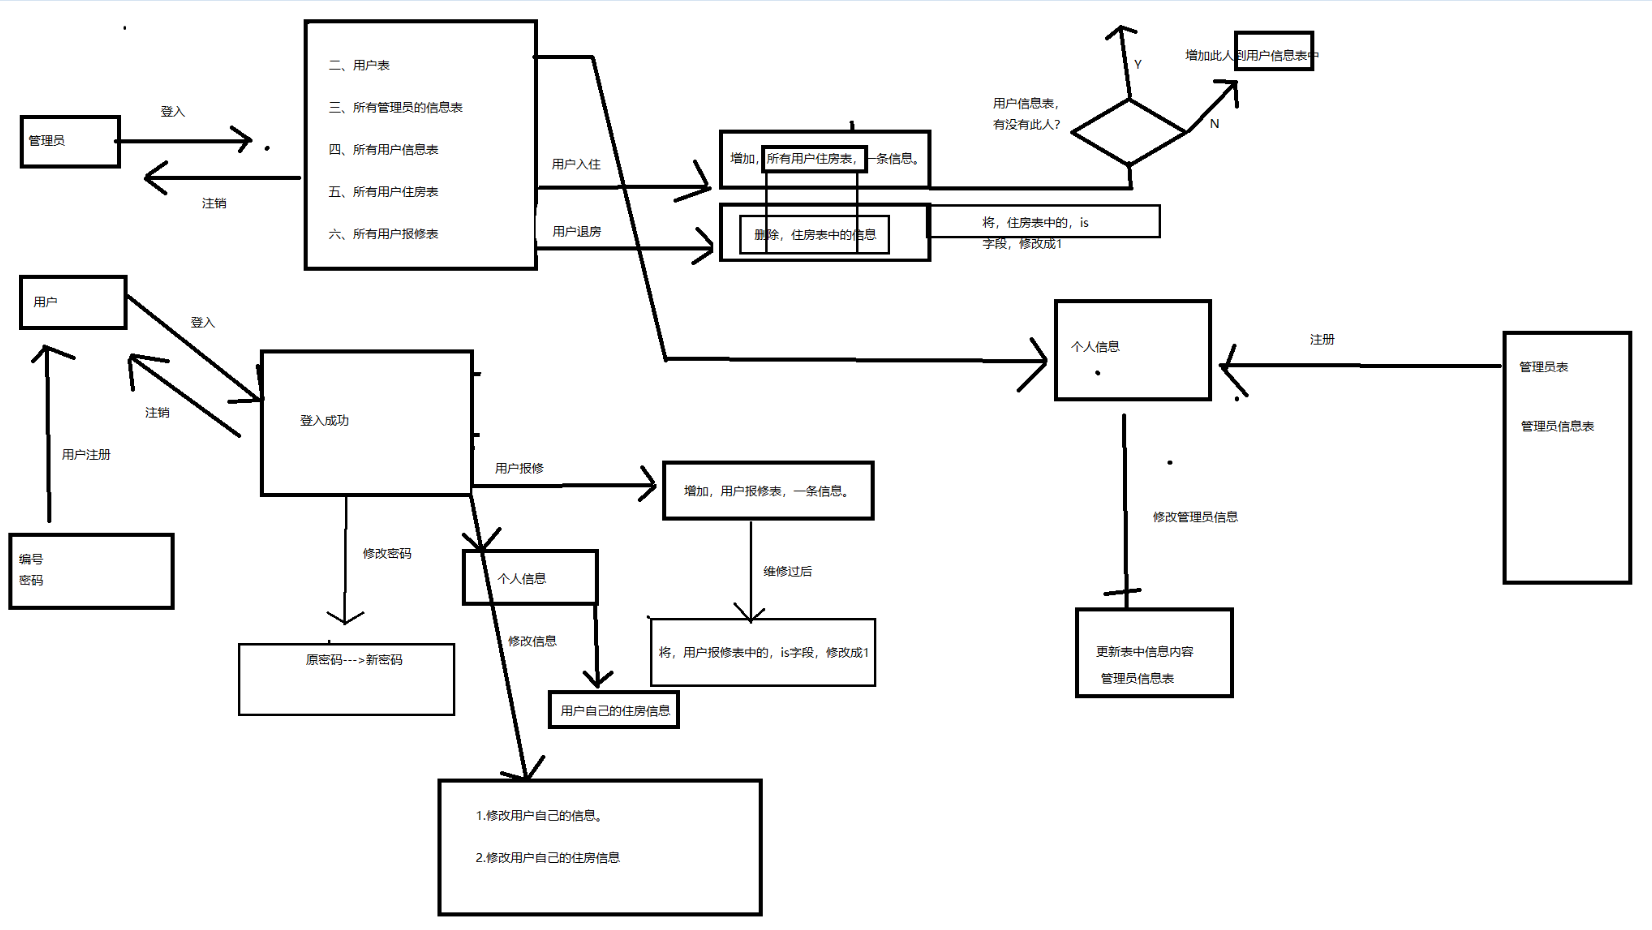 管理员
登入
注销
二、用户表
三、所有管理员的信息表
四、所有用户信息表
五、所有用户住房表
六、所有用户报修表
用户入住
用户退房
增加，所有用户住房表，一条信息。
删除，住房表中的信息
将，住房表中的，is
字段，修改成1
用户信息表，
有没有此人？
Y
N
增加此人到用户信息表中
用户
登入
注销
用户注册
编号
密码
登入成功
用户报修
增加，用户报修表，一条信息。
维修过后
将，用户报修表中的，is字段，修改成1
修改密码
原密码--->新密码
个人信息
修改信息
用户自己的住房信息
1.修改用户自己的信息。
2.修改用户自己的住房信息
个人信息
注册
管理员表
管理员信息表
修改管理员信息
更新表中信息内容
管理员信息表